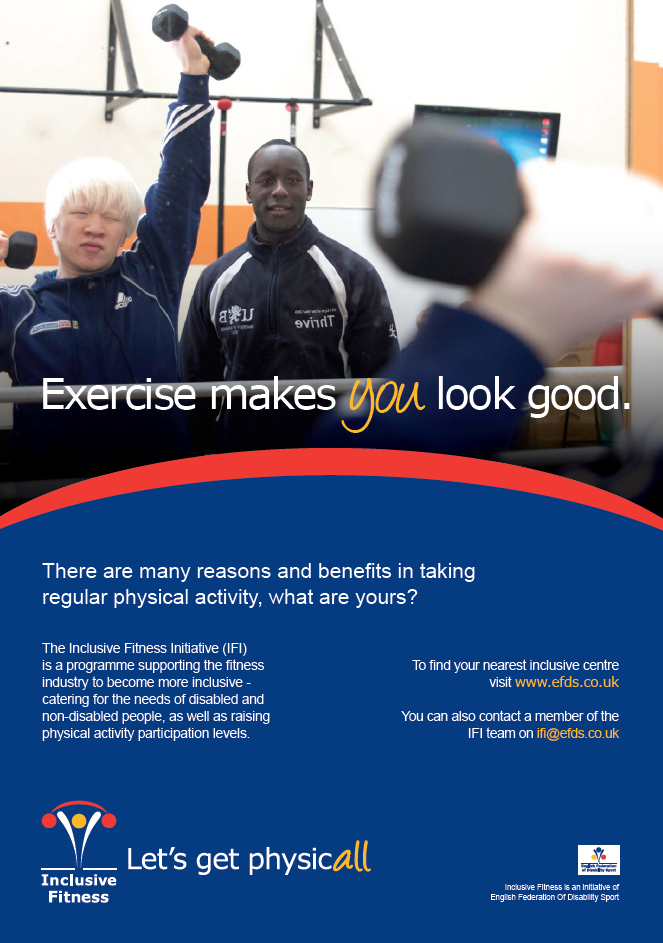 adidas
UB
Thrive
Exercise makes you look good.
There are many reasons and benefits in taking
regular physical activity, what are yours?
The Inclusive Fitness Initiative (IFI)
is a programme supporting the fitness
industry to become more inclusive -
catering for the needs of disabled and
non-disabled people, as well as raising
physical activity participation levels.
To find your nearest inclusive centre
visit www.efds.co.uk
You can also contact a member of the
IFI team on ifi@efds.co.uk
Inclusive
Fitness
Let's get physicall
English Federation
of Disability Sport
Inclusive Fitness is an initiative of
English Federation Of Disability Sport